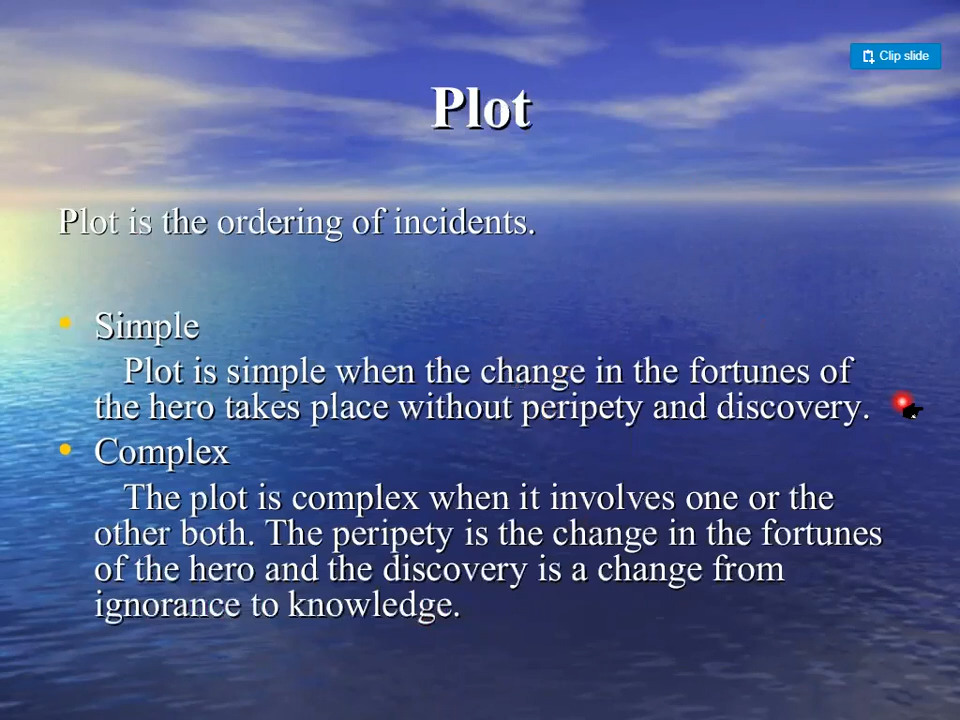 Clip slide
Plot
Plot is the ordering of incidents.
• Simple
Plot is simple when the change in the fortunes of
the hero takes place without peripety and discovery.
• Complex
The plot is complex when it involves one or the
other both. The peripety is the change in the fortunes
of the hero and the discovery is a change from
ignorance to knowledge.